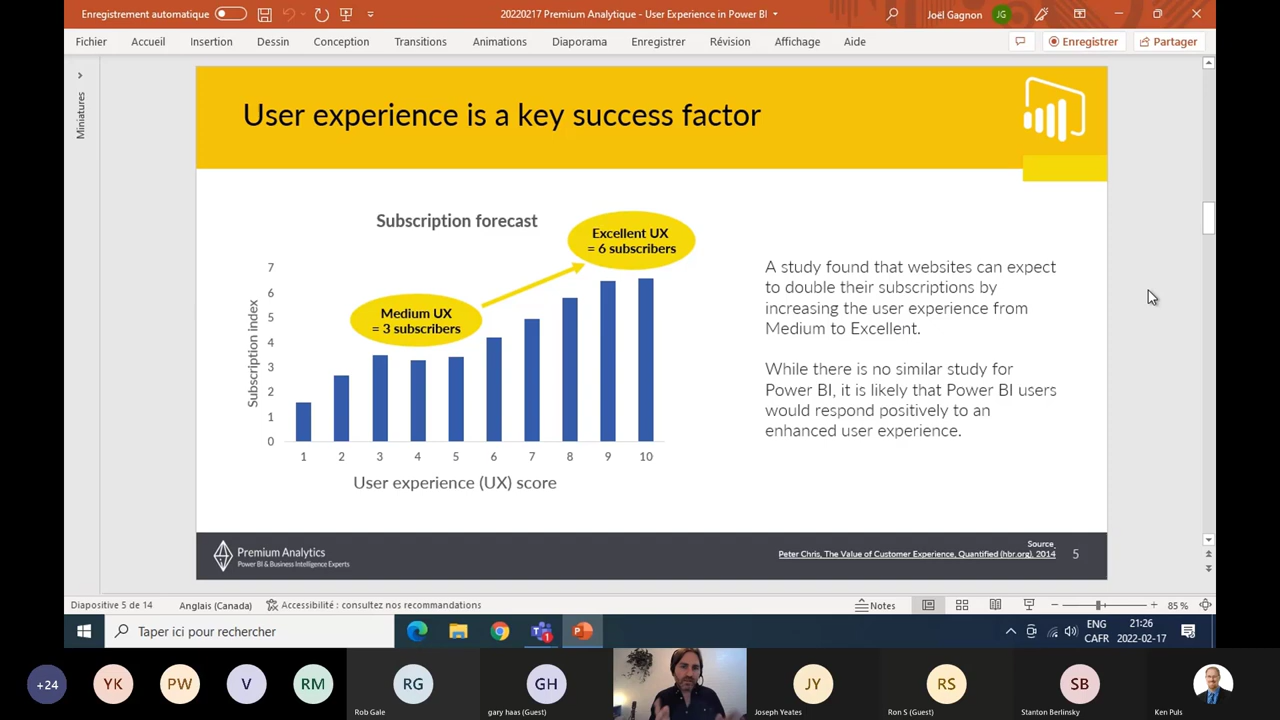 Enregistrement automatique
20220217 Premium Analytique - User Experience in Power BI
Joël Gagnon
JG
Fichier
Accueil
Insertion
Dessin
Conception
Transitions
Animations
Diaporama
Enregistrer
Révision
Affichage
Aide
Enregistrer
Partager
Miniatures
User experience is a key success factor
Subscription forecast
Excellent UX
= 6 subscribers
Medium UX
= 3 subscribers
Subscription index
7
6
5
4
3
2
1
0
1 2 3 4 5 6 7 8 9 10
User experience (UX) score
A study found that websites can expect
to double their subscriptions by
increasing the user experience from
Medium to Excellent.
While there is no similar study for
Power BI, it is likely that Power BI users
would respond positively to an
enhanced user experience.
Premium Analytics
Power BI & Business Intelligence Experts
Source
Peter Chris, The Value of Customer Experience, Quantified (hbr.org), 2014
5
Diapositive 5 de 14
Anglais (Canada)
Accessibilité : consultez nos recommandations
Notes
85 %
Taper ici pour rechercher
1
ENG
CAFR
21:26
2022-02-17
+24
YK
PW
V
RM
RG
Rob Gale
GH
gary haas (Guest)
JY
Joseph Yeates
RS
Ron S (Guest)
SB
Stanton Berlinsky
Ken Puls